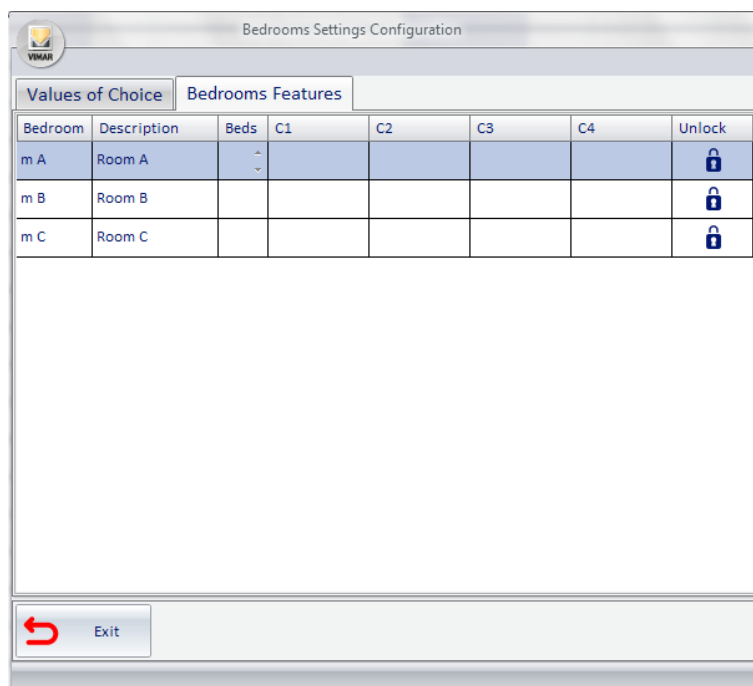 Bedrooms Settings Configuration
VIMAR
Values of Choice Bedrooms Features
Bedroom Description Beds C1 C2 C3 C4 Unlock
m A Room A
m B Room B
m C Room C
Exit